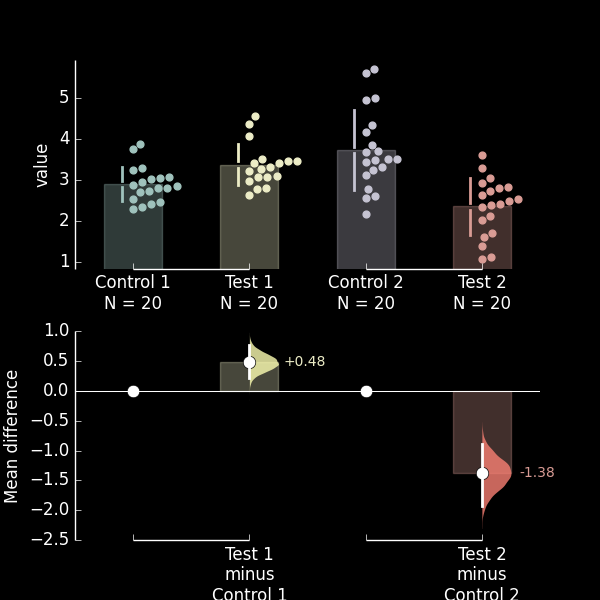 value
5
4
3
2
1
Control 1
N = 20
Test 1
N = 20
Control 2
N = 20
Test 2
N = 20
Mean difference
1.0
0.5
0.0
−0.5
−1.0
−1.5
−2.0
−2.5
+0.48
-1.38
Test 1
minus
Control 1
Test 2
minus
Control 2